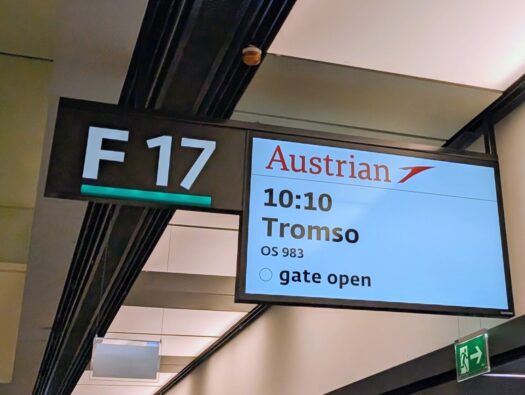 F 17
Austrian
10:10
Tromso
OS 983
gate open